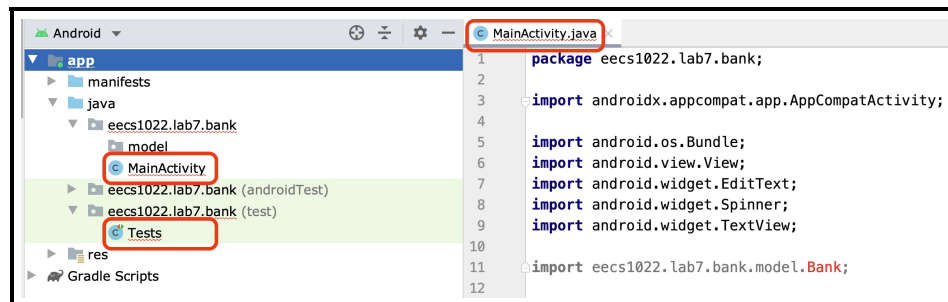 Android
app
manifests
java
eecs1022.lab7.bank
model
MainActivity
eecs1022.lab7.bank (androidTest)
eecs1022.lab7.bank (test)
Tests
res
Gradle Scripts
MainActivity.java
1 package eecs1022.lab7.bank;
2
3 import androidx.appcompat.app.AppCompatActivity;
4
5 import android.os.Bundle;
6 import android.view.View;
7 import android.widget.EditText;
8 import android.widget.Spinner;
9 import android.widget.TextView;
10
11 import eecs1022.lab7.bank.model.Bank;
12